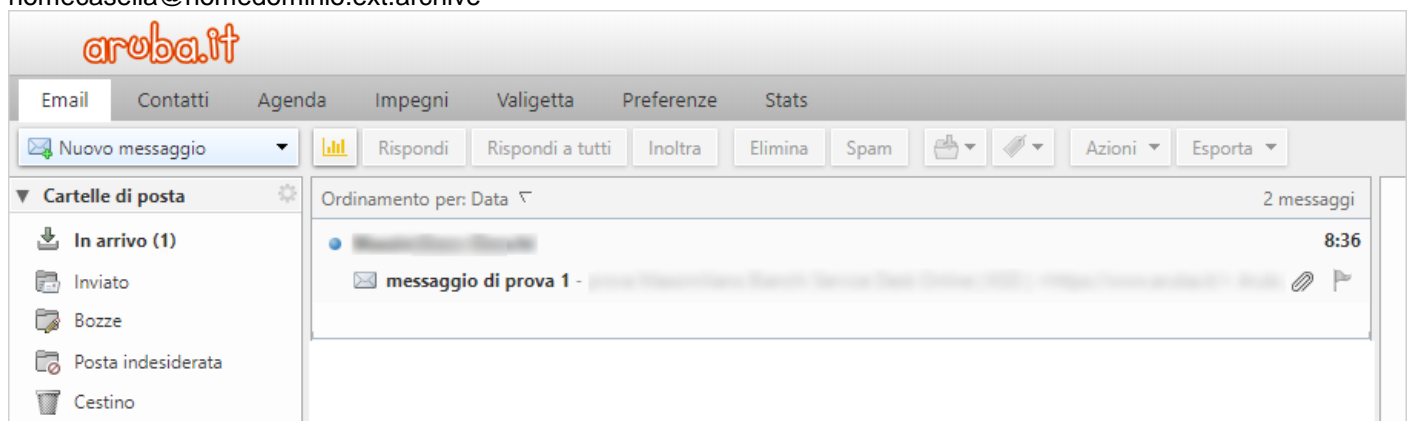 nomecasella@nomedominio.ext.archive
aruba.it
Email Contatti Agenda Impegni Valigetta Preferenze Stats
Nuovo messaggio Rispondi Rispondi a tutti Inoltra Elimina Spam Azioni Esporta
Cartelle di posta Ordinamento per: Data 2 messaggi
In arrivo (1) 8:36
Inviato messaggio di prova 1 -
Bozze
Posta indesiderata
Cestino